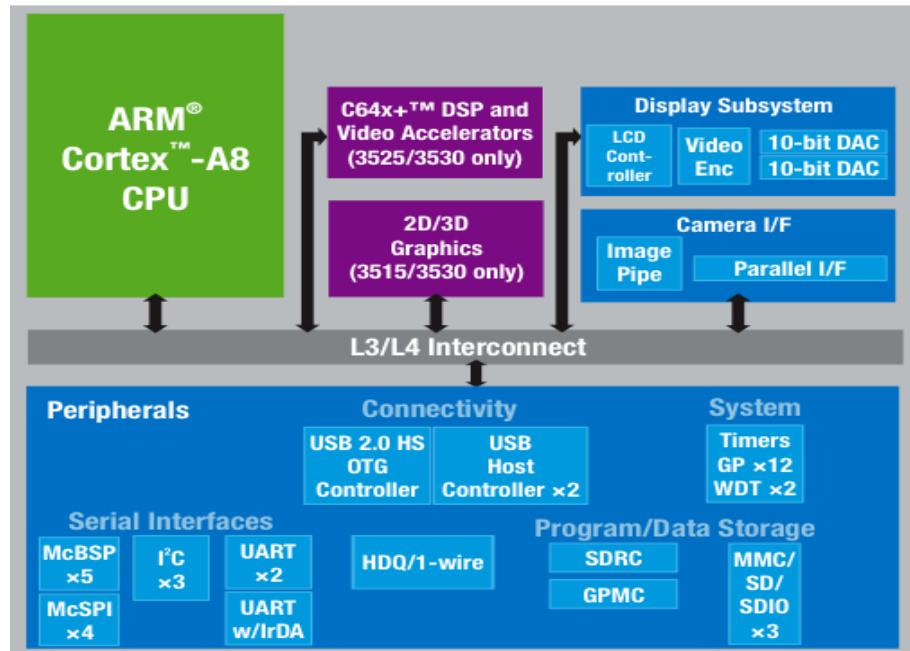 ARM®
Cortex™-A8
CPU
C64x+™ DSP and
Video Accelerators
(3525/3530 only)
2D/3D
Graphics
(3515/3530 only)
Display Subsystem
LCD
Cont-
roller
Video
Enc
10-bit DAC
10-bit DAC
Camera I/F
Image
Pipe
Parallel I/F
L3/L4 Interconnect
Peripherals
Connectivity
USB 2.0 HS
OTG
Controller
USB
Host
Controller ×2
System
Timers
GP ×12
WDT ×2
Serial Interfaces
McBSP
×5
McSPI
×4
I²C
×3
UART
×2
UART
w/IrDA
HDQ/1-wire
Program/Data Storage
SDRC
GPMC
MMC/
SD/
SDIO
×3